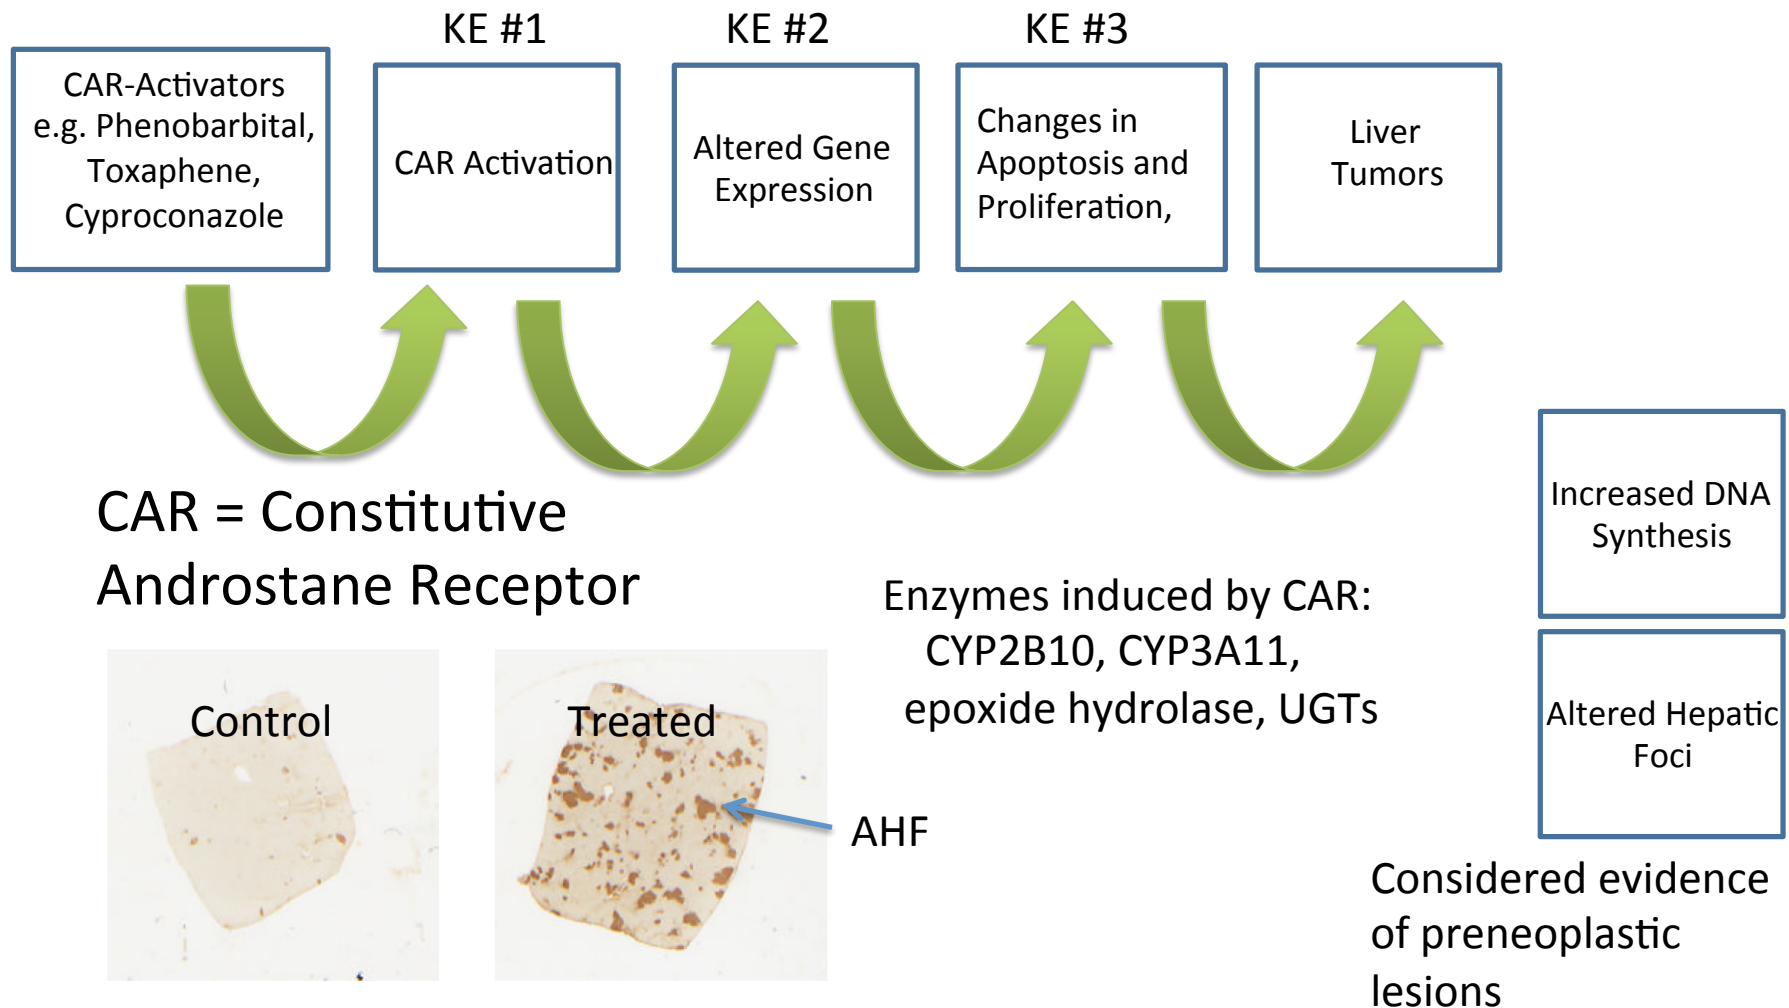 KE #1
KE #2
KE #3
CAR-Activators
e.g. Phenobarbital,
Toxaphene,
Cyproconazole
CAR Activation
Altered Gene
Expression
Changes in
Apoptosis and
Proliferation,
Liver
Tumors
CAR = Constitutive
Androstane Receptor
Enzymes induced by CAR:
CYP2B10, CYP3A11,
epoxide hydrolase, UGTs
Increased DNA
Synthesis
Altered Hepatic
Foci
Considered evidence
of preneoplastic
lesions
Control
Treated
AHF